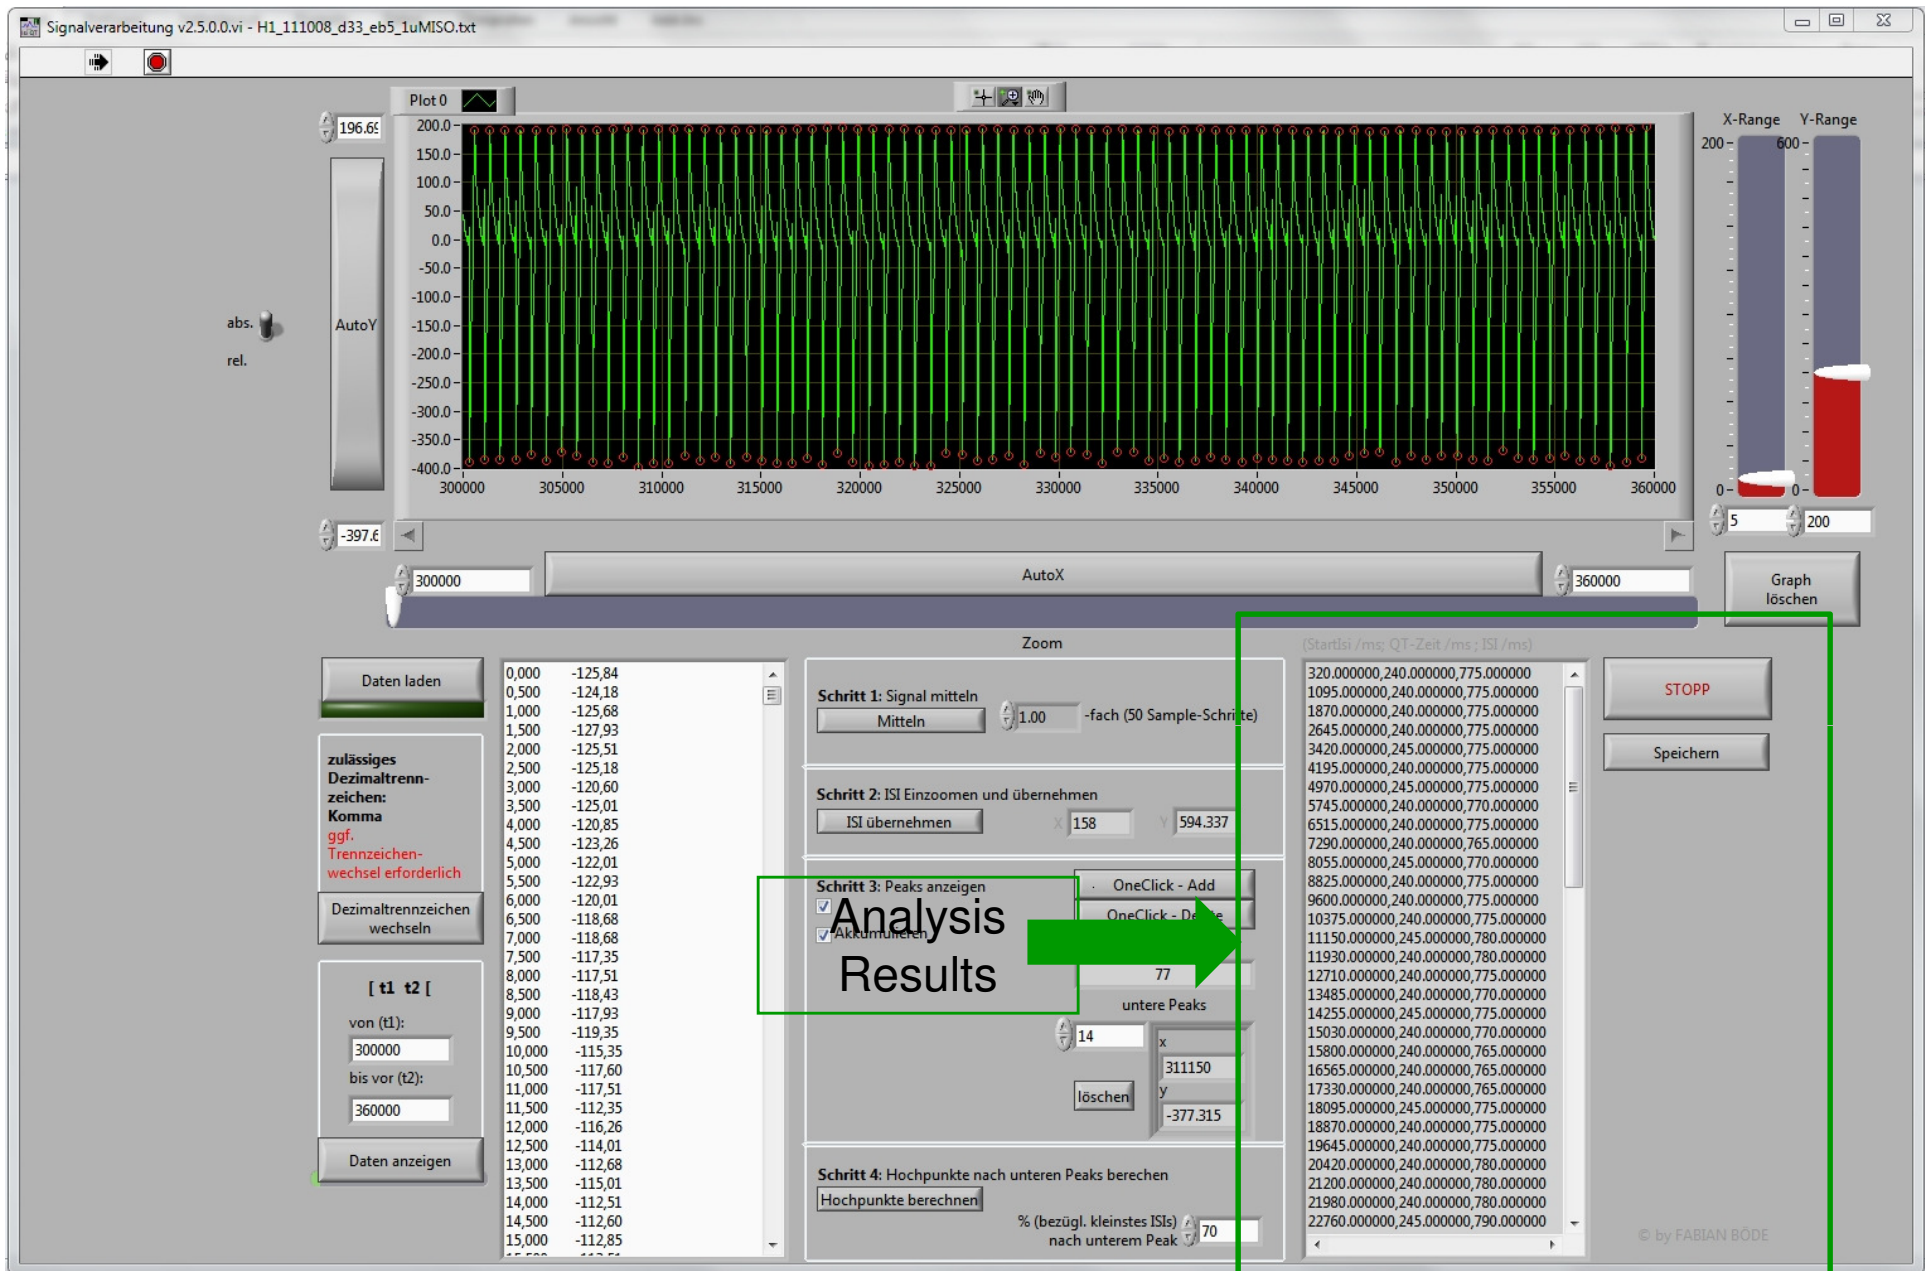 Signalverarbeitung v2.5.0.0.vi - H1_111008_d33_eb5_1uMISO.txt
Plot 0
196.69
200.0
150.0
100.0
50.0
0.0
-50.0
-100.0
-150.0
-200.0
-250.0
-300.0
-350.0
-400.0
300000 305000 310000 315000 320000 325000 330000 335000 340000 345000 350000 355000 360000
abs.
rel.
AutoY
-397.6
X-Range Y-Range
200 600
0 0
5 200
300000
AutoX
360000
Graph
löschen
Zoom
Daten laden
zulässiges
Dezimaltrenn-
zeichen:
Komma
ggf.
Trennzeichen-
wechsel erforderlich
Dezimaltrennzeichen
wechseln
[ t1 t2 [
von (t1):
300000
bis vor (t2):
360000
Daten anzeigen
0,000 -125,84
0,500 -124,18
1,000 -125,68
1,500 -127,93
2,000 -125,51
2,500 -125,18
3,000 -120,60
3,500 -125,01
4,000 -120,85
4,500 -123,26
5,000 -122,01
5,500 -122,93
6,000 -120,01
6,500 -118,68
7,000 -118,68
7,500 -117,35
8,000 -117,51
8,500 -118,43
9,000 -117,93
9,500 -119,35
10,000 -115,35
10,500 -117,60
11,000 -117,51
11,500 -112,35
12,000 -116,26
12,500 -114,01
13,000 -112,68
13,500 -115,01
14,000 -112,51
14,500 -112,60
15,000 -112,85
Schritt 1: Signal mitteln
Mitteln 1.00 -fach (50 Sample-Schritte)
Schritt 2: ISI Einzoomen und übernehmen
ISI übernehmen X 158 Y 594.337
Schritt 3: Peaks anzeigen
OneClick - Add
OneClick - Delete
Akkumulieren
Analysis
Results
77
untere Peaks
14
x
311150
löschen
y
-377.315
Schritt 4: Hochpunkte nach unteren Peaks berechen
Hochpunkte berechnen
% (bezügl. kleinstes ISIs)
nach unterem Peak 70
(StartIsi /ms; QT-Zeit /ms ; ISI /ms)
320.000000,240.000000,775.000000
1095.000000,240.000000,775.000000
1870.000000,240.000000,775.000000
2645.000000,240.000000,775.000000
3420.000000,245.000000,775.000000
4195.000000,240.000000,775.000000
4970.000000,245.000000,775.000000
5745.000000,240.000000,770.000000
6515.000000,240.000000,775.000000
7290.000000,240.000000,765.000000
8055.000000,245.000000,770.000000
8825.000000,240.000000,775.000000
9600.000000,240.000000,775.000000
10375.000000,240.000000,775.000000
11150.000000,245.000000,780.000000
11930.000000,240.000000,780.000000
12710.000000,240.000000,775.000000
13485.000000,240.000000,770.000000
14255.000000,245.000000,775.000000
15030.000000,240.000000,770.000000
15800.000000,240.000000,765.000000
16565.000000,240.000000,765.000000
17330.000000,240.000000,765.000000
18095.000000,245.000000,775.000000
18870.000000,240.000000,775.000000
19645.000000,240.000000,775.000000
20420.000000,240.000000,780.000000
21200.000000,240.000000,780.000000
21980.000000,240.000000,780.000000
22760.000000,245.000000,790.000000
STOPP
Speichern
© by FABIAN BÖDE